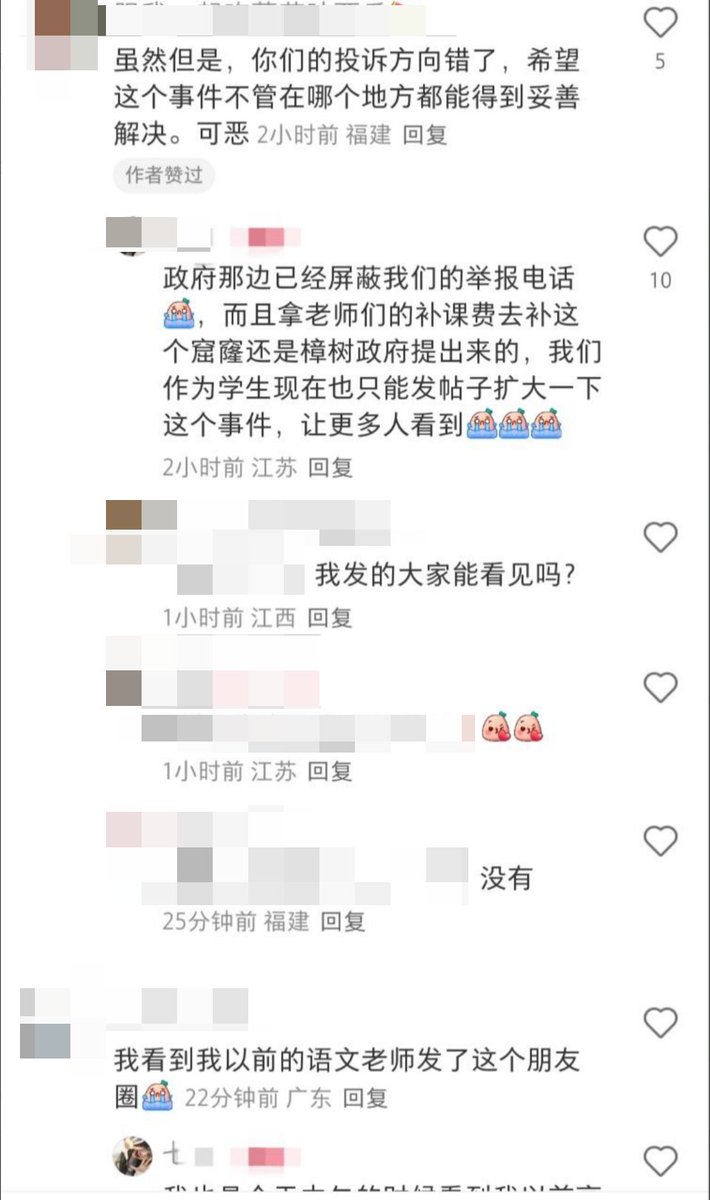 虽然但是，你们的投诉方向错了，希望
这个事件不管在哪个地方都能得到妥善
解决。可恶 2小时前 福建 回复
5
作者赞过
政府那边已经屏蔽我们的举报电话
，而且拿老师们的补课费去补这
个窟窿还是樟树政府提出来的，我们
作为学生现在也只能发帖子扩大一下
这个事件，让更多人看到
10
2小时前 江苏 回复
我发的大家能看见吗？
1小时前 江西 回复
1小时前 江苏 回复
没有
25分钟前 福建 回复
我看到我以前的语文老师发了这个朋友
圈 22分钟前 广东 回复
七